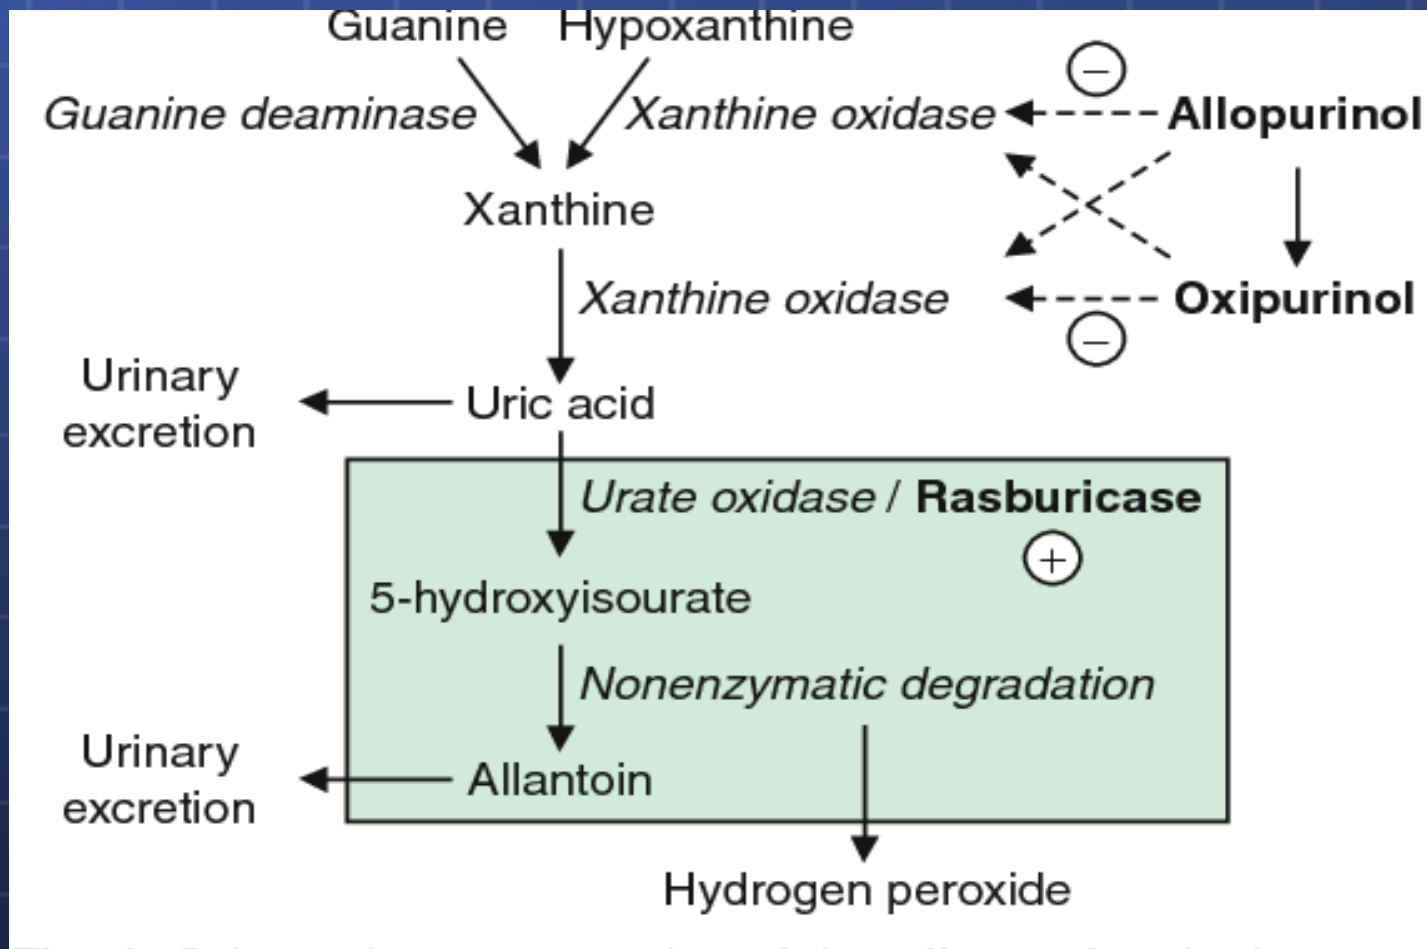 Guanine Hypoxanthine
Guanine deaminase Xanthine oxidase − Allopurinol
Xanthine
Xanthine oxidase − Oxipurinol
Urinary
excretion
Uric acid
Urate oxidase / Rasburicase
+
5-hydroxyisourate
Nonenzymatic degradation
Urinary
excretion
Allantoin
Hydrogen peroxide